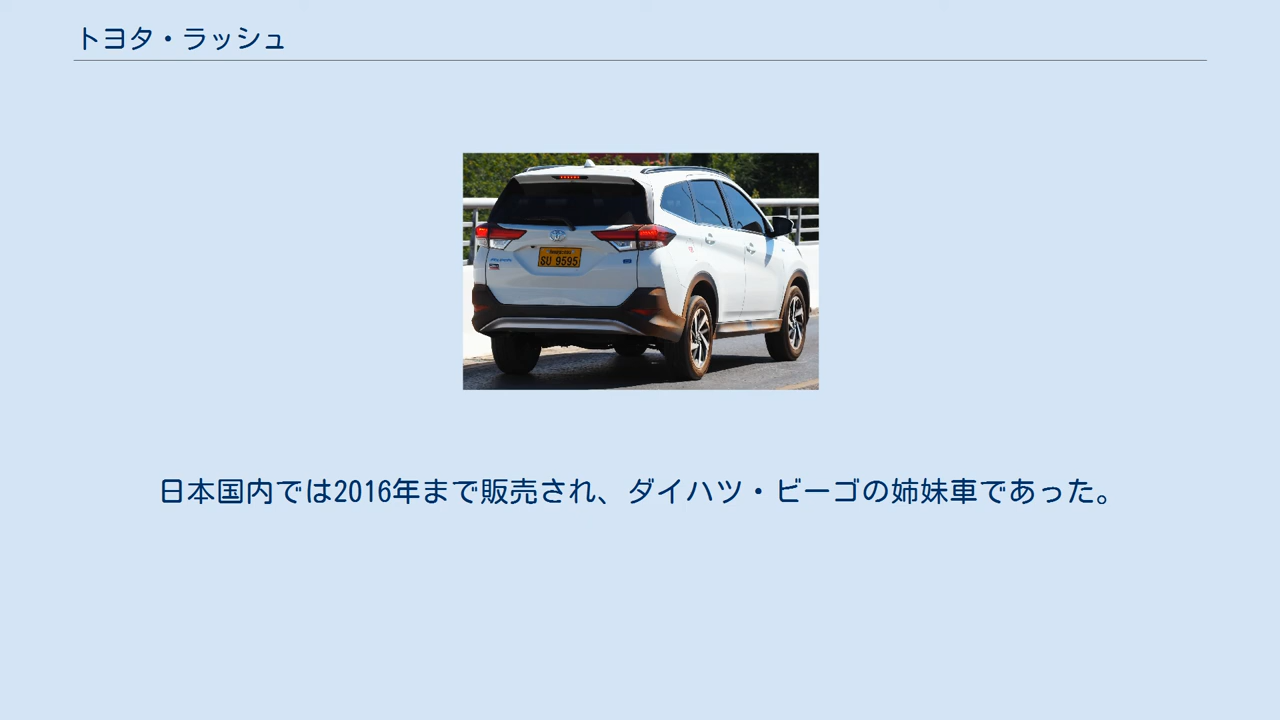 トヨタ・ラッシュ
SU 9595
日本国内では2016年まで販売され、ダイハツ・ビーゴの姉妹車であった。